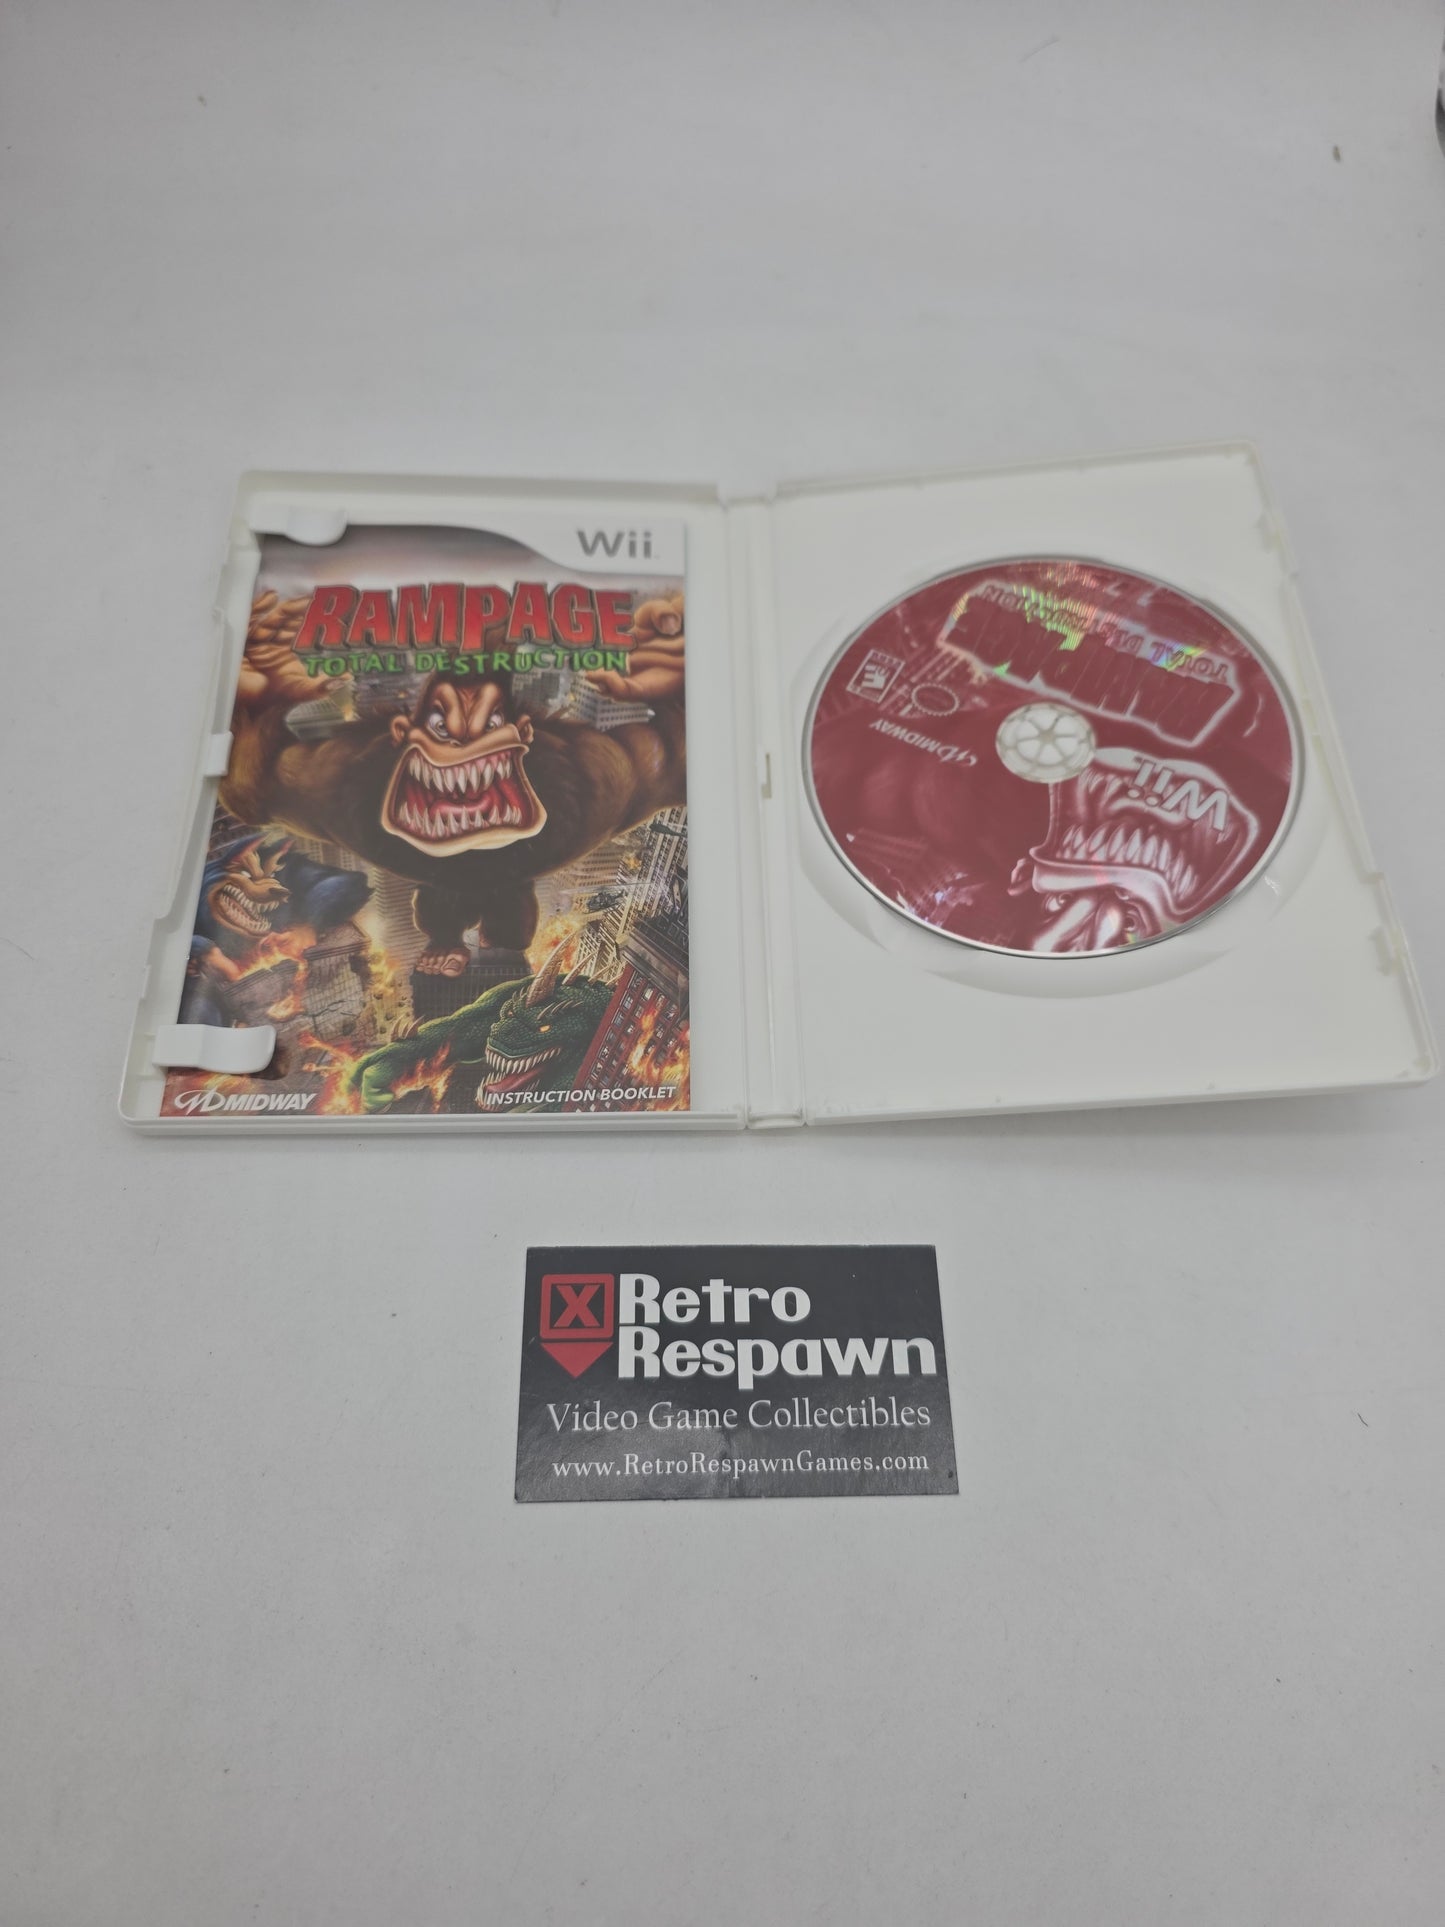 Wii
RAMPAGE
TOTAL DESTRUCTION
MIDWAY
INSTRUCTION BOOKLET
Wii
MIDWAY
RAMPAGE
TOTAL DESTRUCTION
X
Retro
Respawn
Video Game Collectibles
www.RetroRespawnGames.com